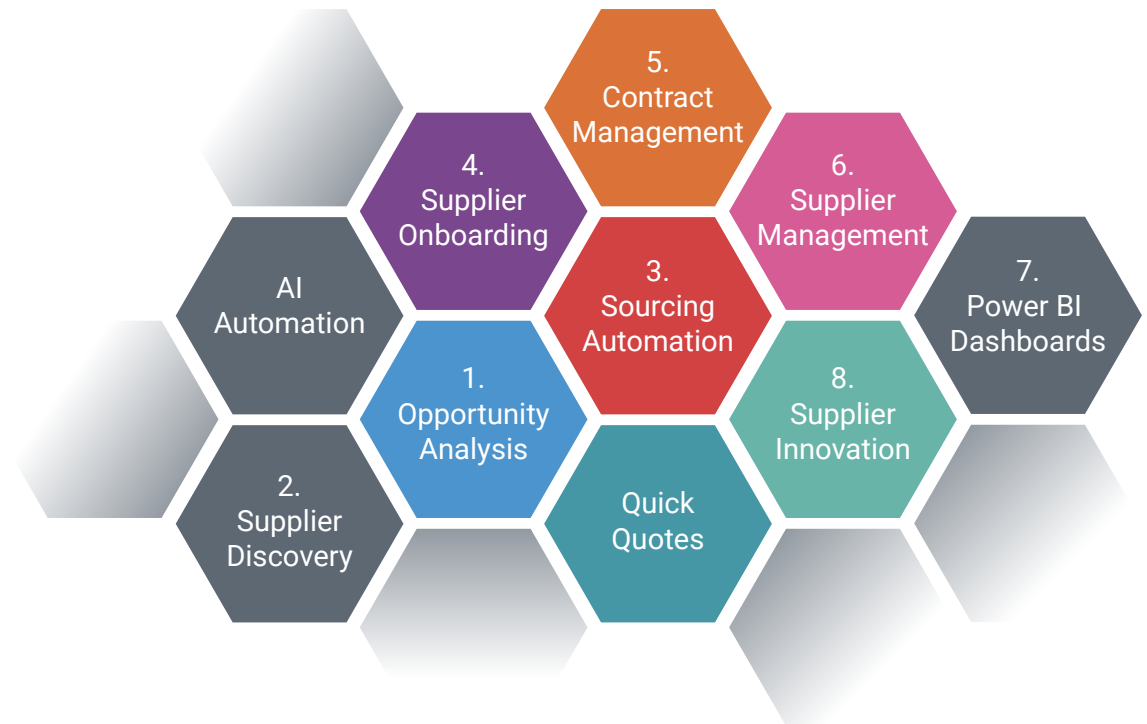 5.
Contract
Management
4.
Supplier
Onboarding
6.
Supplier
Management
AI
Automation
3.
Sourcing
Automation
7.
Power BI
Dashboards
1.
Opportunity
Analysis
8.
Supplier
Innovation
2.
Supplier
Discovery
Quick
Quotes